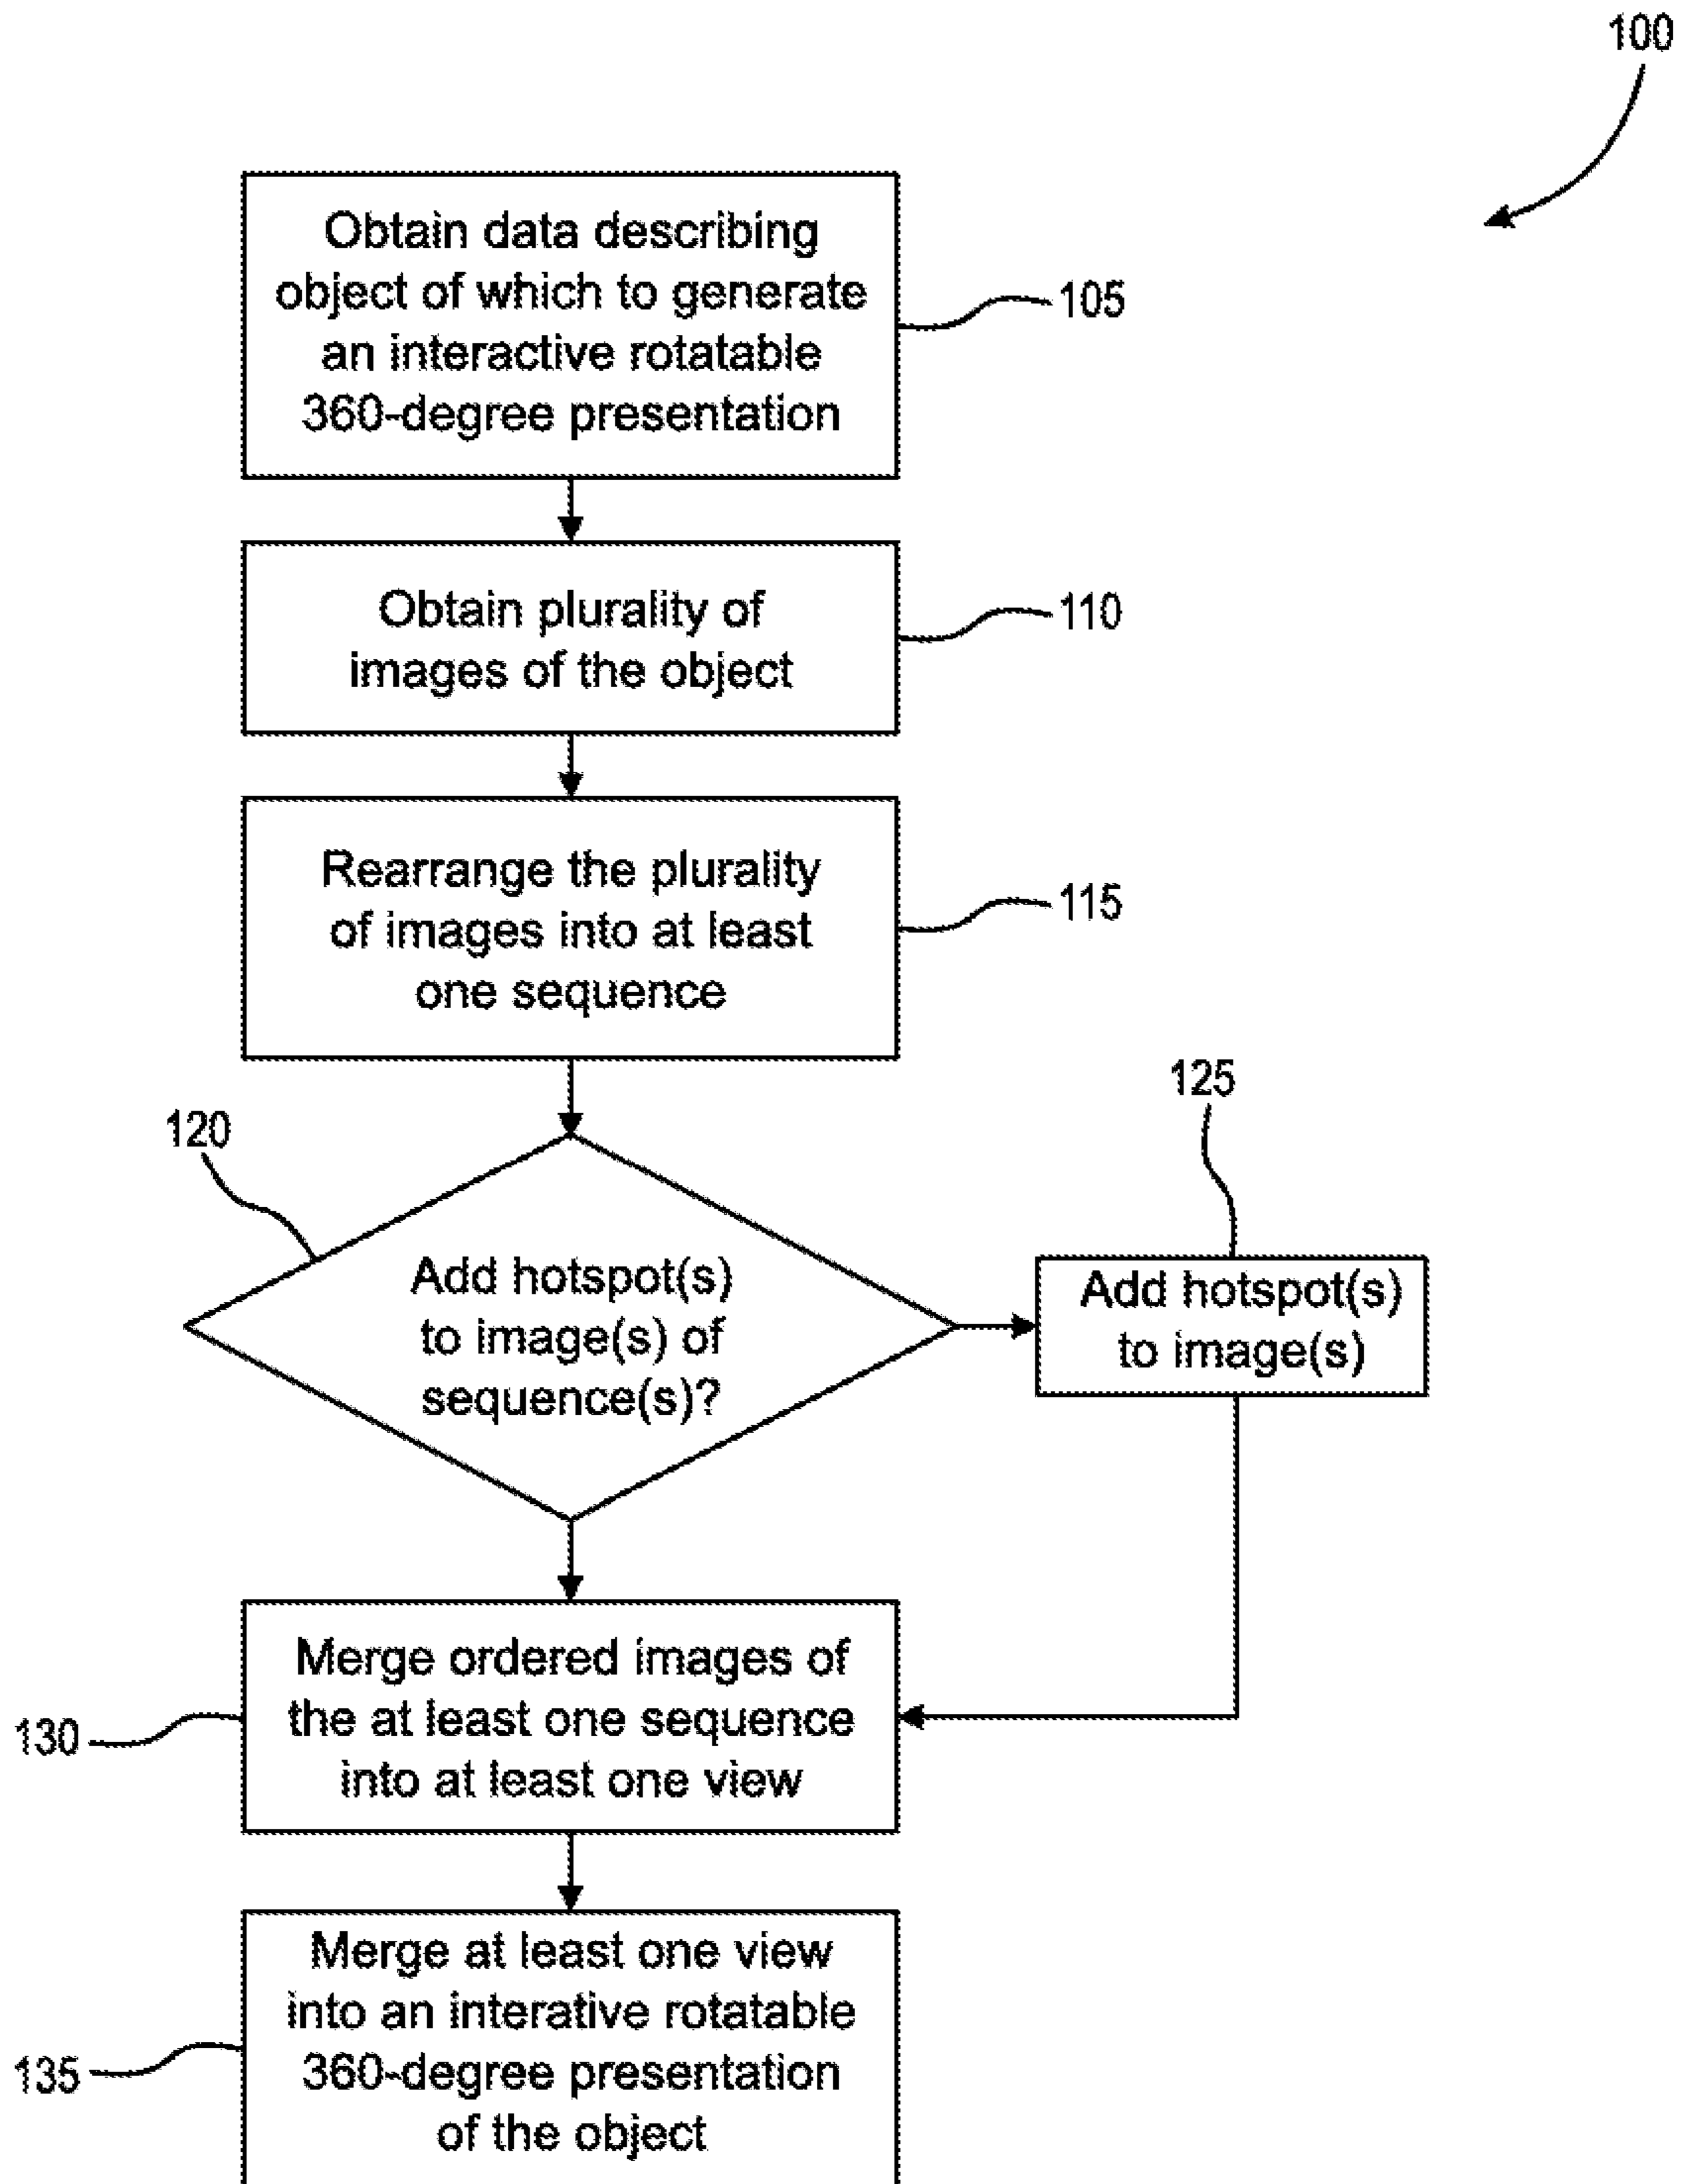 100
Obtain data describing
object of which to generate
an interactive rotatable
360-degree presentation
105
Obtain plurality of
images of the object
110
Rearrange the plurality
of images into at least
one sequence
115
120
Add hotspot(s)
to image(s) of
sequence(s)?
125
Add hotspot(s)
to image(s)
Merge ordered images of
the at least one sequence
into at least one view
130
Merge at least one view
into an interative rotatable
360-degree presentation
of the object
135